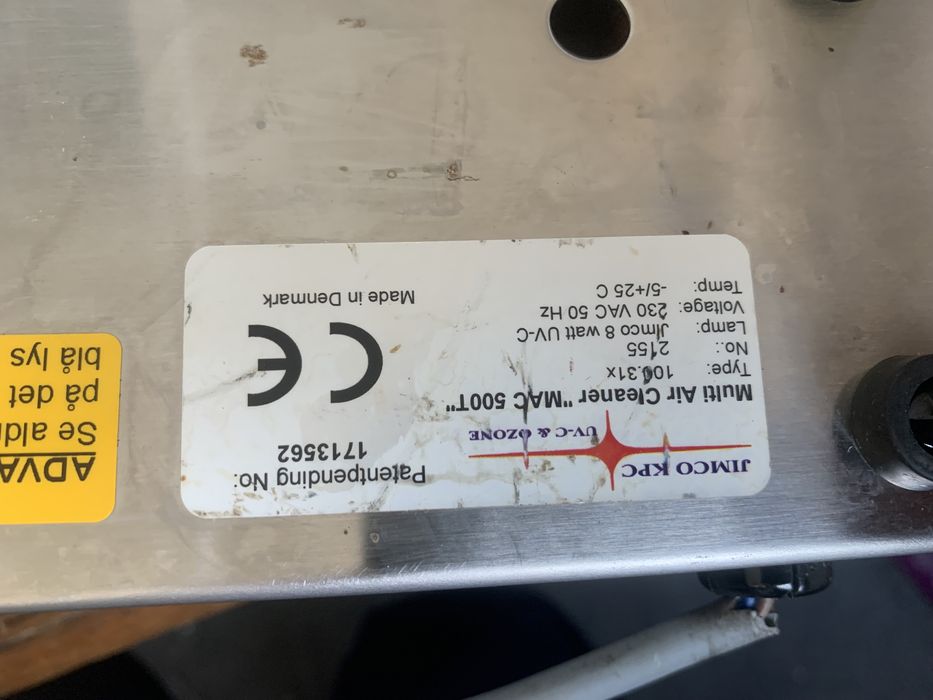 JIMCO KPC
UV-C & OZONE
Multi Air Cleaner "MAC 500T"
Type: 100.31x
No.: 2155
Lamp: Jimco 8 watt UV-C
Voltage: 230 VAC 50 Hz
Temp: -5/+25 C
Patentpending No:
1713562
CE
Made in Denmark
ADVA
Se aldr
på det
blå lys